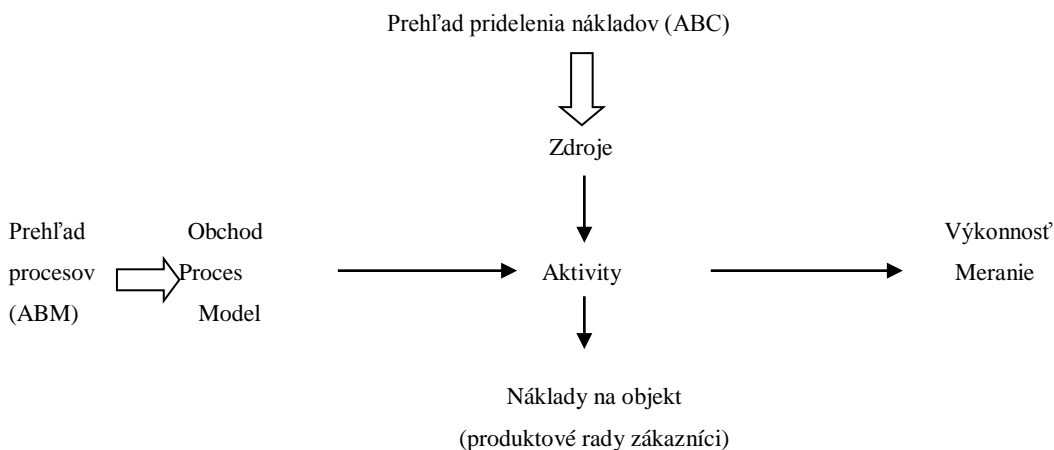 Prehľad pridelenia nákladov (ABC)
Zdroje
Prehľad Obchod Výkonnosť
procesov Proces Aktivity Meranie
(ABM) Model
Náklady na objekt
(produktové rady zákazníci)